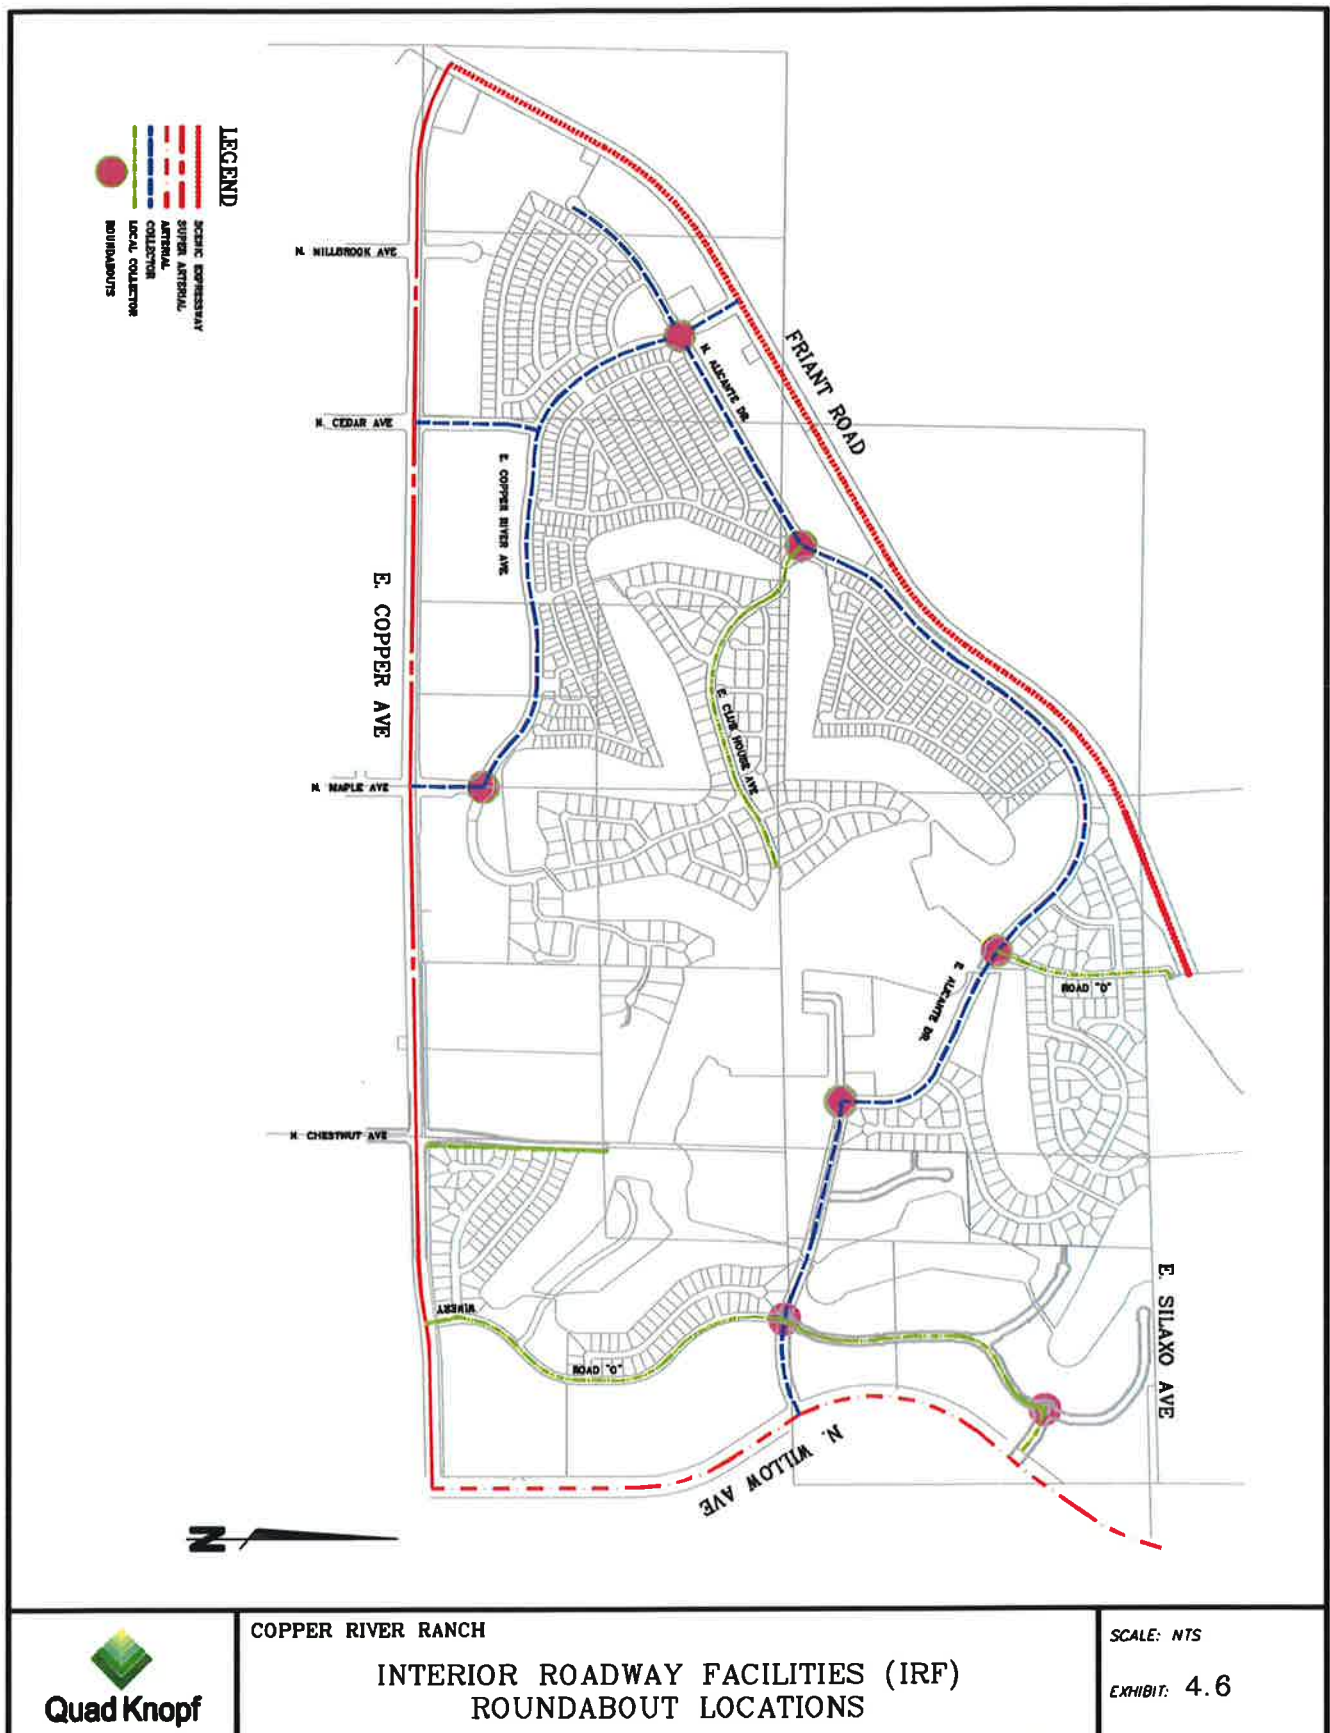 LEGEND
SCENIC EXPRESSWAY
SUPER ARTERIAL
ARTERIAL
COLLECTOR
LOCAL COLLECTOR
ROUNDABOUTS
N. MILLBROOK AVE
N. CEDAR AVE
N. MAPLE AVE
N. CHESTNUT AVE
E. COPPER AVE
E. COPPER RIVER AVE.
N. ALICANTE DR.
FRIANT ROAD
E. CLUB HOUSE AVE
E. ALICANTE DR.
ROAD "D"
WINERY
ROAD "G"
N. WILLOW AVE
E. SILAXO AVE
N
Quad Knopf
COPPER RIVER RANCH
INTERIOR ROADWAY FACILITIES (IRF)
ROUNDABOUT LOCATIONS
SCALE: NTS
EXHIBIT: 4.6